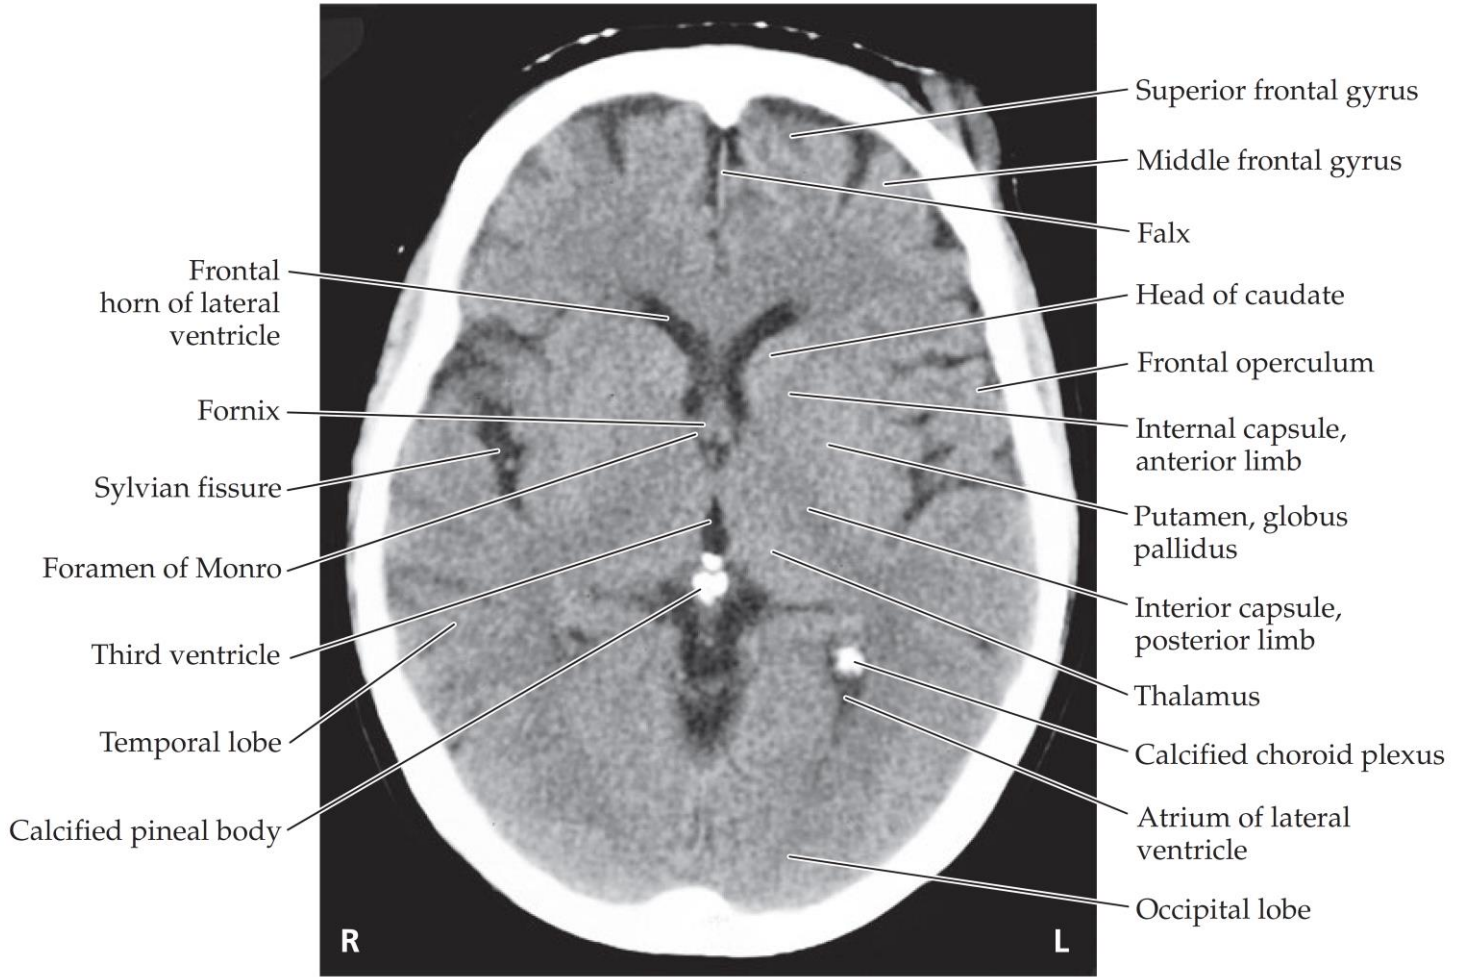 Superior frontal gyrus
Middle frontal gyrus
Falx
Head of caudate
Frontal operculum
Internal capsule,
anterior limb
Putamen, globus
pallidus
Interior capsule,
posterior limb
Thalamus
Calcified choroid plexus
Atrium of lateral
ventricle
Occipital lobe
Frontal
horn of lateral
ventricle
Fornix
Sylvian fissure
Foramen of Monro
Third ventricle
Temporal lobe
Calcified pineal body
R
L